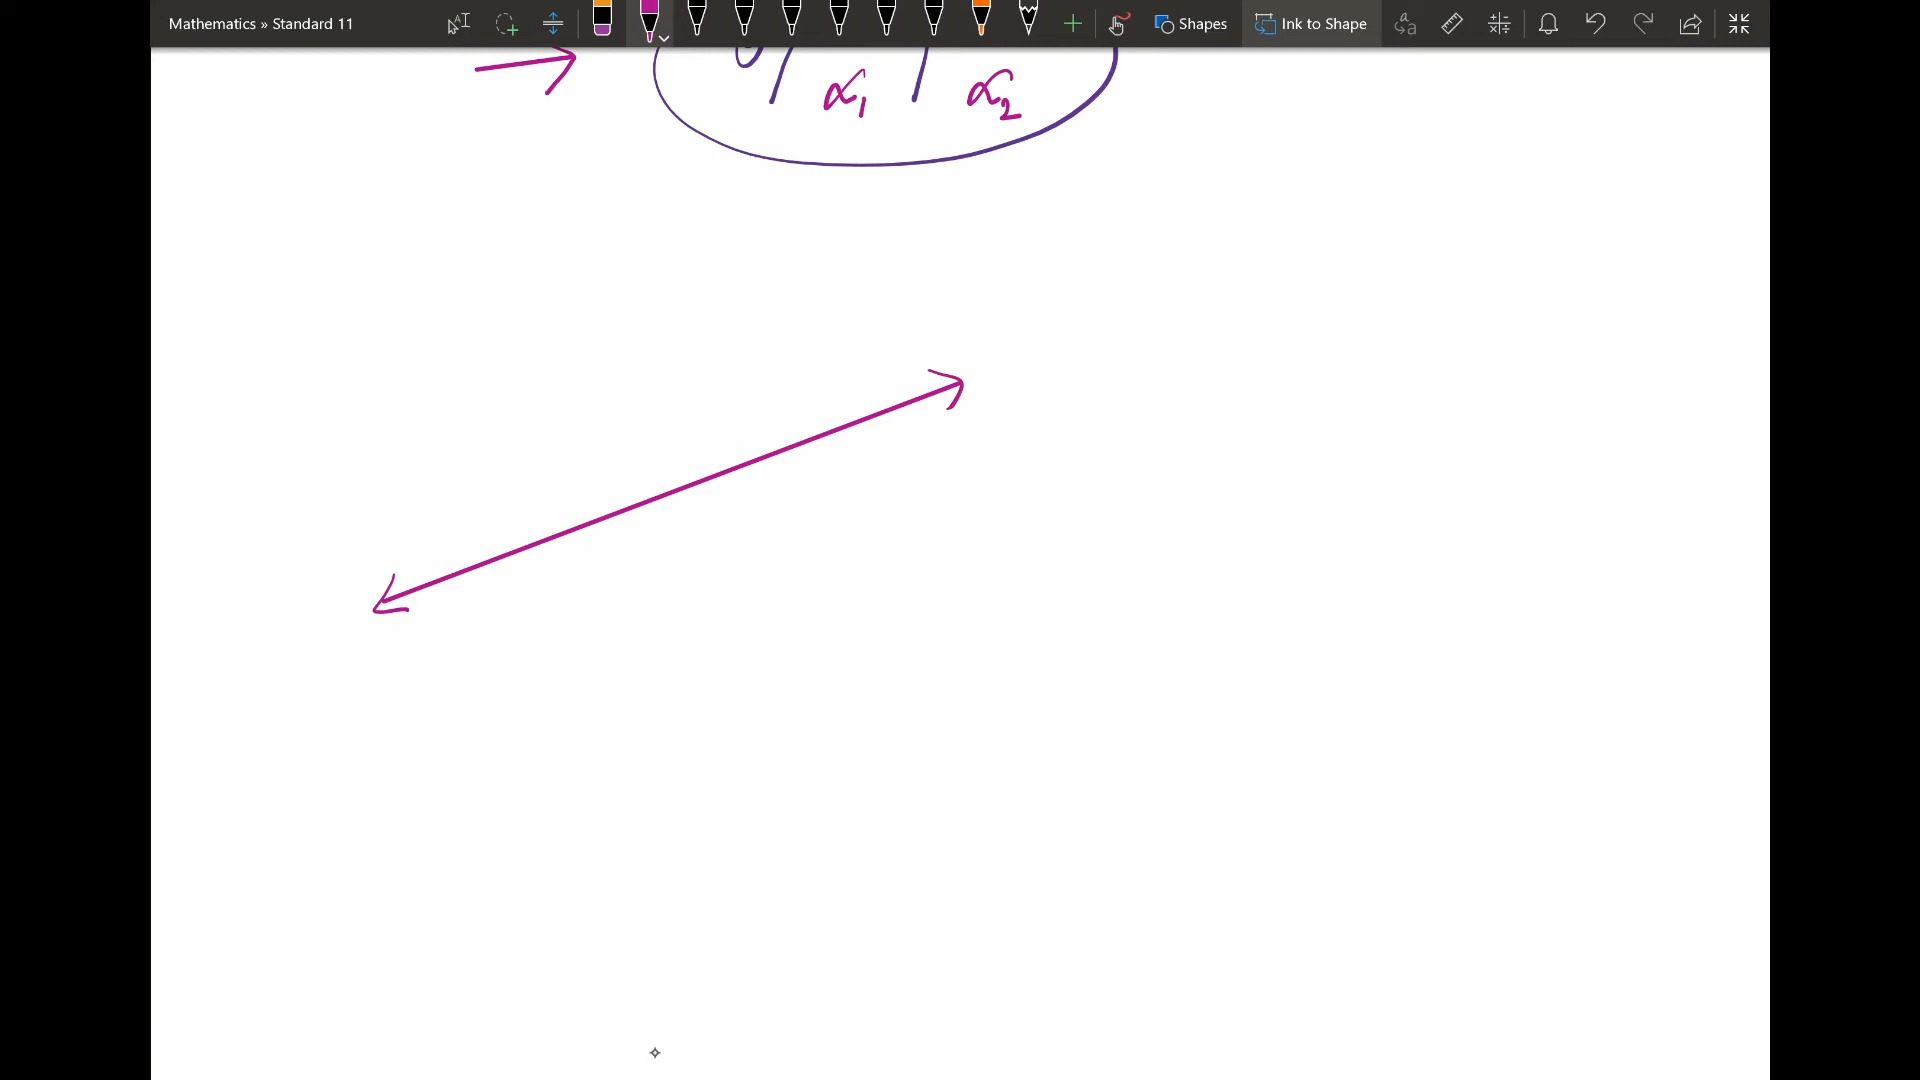 Mathematics » Standard 11
Shapes
Ink to Shape
α₁ α₂